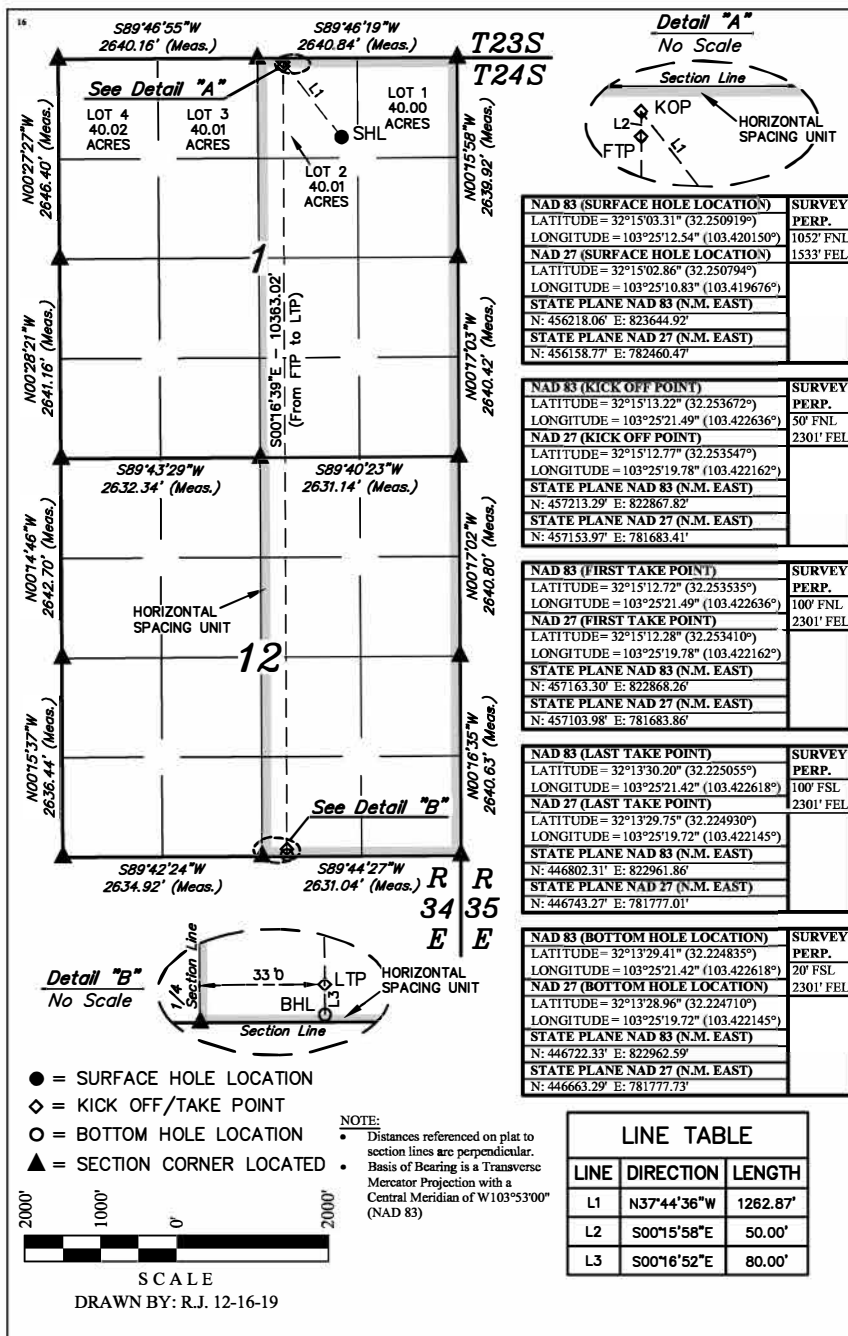 16
S89°46'55"W
2640.16' (Meas.)
S89°46'19"W
2640.84' (Meas.)
T23S
T24S
See Detail "A"
L1
LOT 4
40.02
ACRES
LOT 3
40.01
ACRES
LOT 1
40.00
ACRES
SHL
LOT 2
40.01
ACRES
N00°27'27"W
2646.40' (Meas.)
N00°15'58"W
2639.92' (Meas.)
1
S00°16'39"E - 10363.02'
(From FTP to LTP)
N00°28'21"W
2641.16' (Meas.)
N00°17'03"W
2640.42' (Meas.)
S89°43'29"W
2632.34' (Meas.)
S89°40'23"W
2631.14' (Meas.)
N00°14'46"W
2642.70' (Meas.)
N00°17'02"W
2640.80' (Meas.)
HORIZONTAL
SPACING UNIT
12
N00°15'37"W
2636.44' (Meas.)
N00°16'35"W
2640.63' (Meas.)
See Detail "B"
S89°42'24"W
2634.92' (Meas.)
S89°44'27"W
2631.04' (Meas.)
R R
34 35
E E
Detail "A"
No Scale
Section Line
KOP
L2
FTP
L1
HORIZONTAL
SPACING UNIT
NAD 83 (SURFACE HOLE LOCATION)
LATITUDE = 32°15'03.31" (32.250919°)
LONGITUDE = 103°25'12.54" (103.420150°)
NAD 27 (SURFACE HOLE LOCATION)
LATITUDE = 32°15'02.86" (32.250794°)
LONGITUDE = 103°25'10.83" (103.419676°)
STATE PLANE NAD 83 (N.M. EAST)
N: 456218.06' E: 823644.92'
STATE PLANE NAD 27 (N.M. EAST)
N: 456158.77' E: 782460.47'
SURVEY
PERP.
1052' FNL
1533' FEL
NAD 83 (KICK OFF POINT)
LATITUDE = 32°15'13.22" (32.253672°)
LONGITUDE = 103°25'21.49" (103.422636°)
NAD 27 (KICK OFF POINT)
LATITUDE = 32°15'12.77" (32.253547°)
LONGITUDE = 103°25'19.78" (103.422162°)
STATE PLANE NAD 83 (N.M. EAST)
N: 457213.29' E: 822867.82'
STATE PLANE NAD 27 (N.M. EAST)
N: 457153.97' E: 781683.41'
SURVEY
PERP.
50' FNL
2301' FEL
NAD 83 (FIRST TAKE POINT)
LATITUDE = 32°15'12.72" (32.253535°)
LONGITUDE = 103°25'21.49" (103.422636°)
NAD 27 (FIRST TAKE POINT)
LATITUDE = 32°15'12.28" (32.253410°)
LONGITUDE = 103°25'19.78" (103.422162°)
STATE PLANE NAD 83 (N.M. EAST)
N: 457163.30' E: 822868.26'
STATE PLANE NAD 27 (N.M. EAST)
N: 457103.98' E: 781683.86'
SURVEY
PERP.
100' FNL
2301' FEL
NAD 83 (LAST TAKE POINT)
LATITUDE = 32°13'30.20" (32.225055°)
LONGITUDE = 103°25'21.42" (103.422618°)
NAD 27 (LAST TAKE POINT)
LATITUDE = 32°13'29.75" (32.224930°)
LONGITUDE = 103°25'19.72" (103.422145°)
STATE PLANE NAD 83 (N.M. EAST)
N: 446802.31' E: 822961.86'
STATE PLANE NAD 27 (N.M. EAST)
N: 446743.27' E: 781777.01'
SURVEY
PERP.
100' FSL
2301' FEL
NAD 83 (BOTTOM HOLE LOCATION)
LATITUDE = 32°13'29.41" (32.224835°)
LONGITUDE = 103°25'21.42" (103.422618°)
NAD 27 (BOTTOM HOLE LOCATION)
LATITUDE = 32°13'28.96" (32.224710°)
LONGITUDE = 103°25'19.72" (103.422145°)
STATE PLANE NAD 83 (N.M. EAST)
N: 446722.33' E: 822962.59'
STATE PLANE NAD 27 (N.M. EAST)
N: 446663.29' E: 781777.73'
SURVEY
PERP.
20' FSL
2301' FEL
Detail "B"
No Scale
1/4
Section Line
330
LTP
L3
BHL
HORIZONTAL
SPACING UNIT
Section Line
● = SURFACE HOLE LOCATION
◇ = KICK OFF/TAKE POINT
○ = BOTTOM HOLE LOCATION
▲ = SECTION CORNER LOCATED
NOTE:
• Distances referenced on plat to
section lines are perpendicular.
• Basis of Bearing is a Transverse
Mercator Projection with a
Central Meridian of W103°53'00"
(NAD 83)
2000' 1000' 0' 2000'
SCALE
DRAWN BY: R.J. 12-16-19
LINE TABLE
LINE DIRECTION LENGTH
L1 N37°44'36"W 1262.87'
L2 S00°15'58"E 50.00'
L3 S00°16'52"E 80.00'